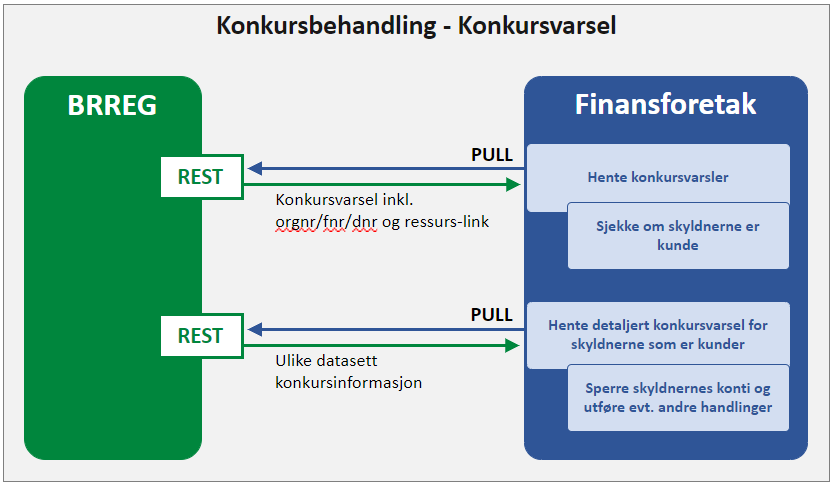 Konkursbehandling - Konkursvarsel
BRREG
Finansforetak
PULL
REST
Hente konkursvarsler
Konkursvarsel inkl.
orgnr/fnr/dnr og ressurs-link
Sjekke om skyldnerne er
kunde
PULL
REST
Hente detaljert konkursvarsel for
skyldnerne som er kunder
Ulike datasett
konkursinformasjon
Sperre skyldnernes konti og
utføre evt. andre handlinger